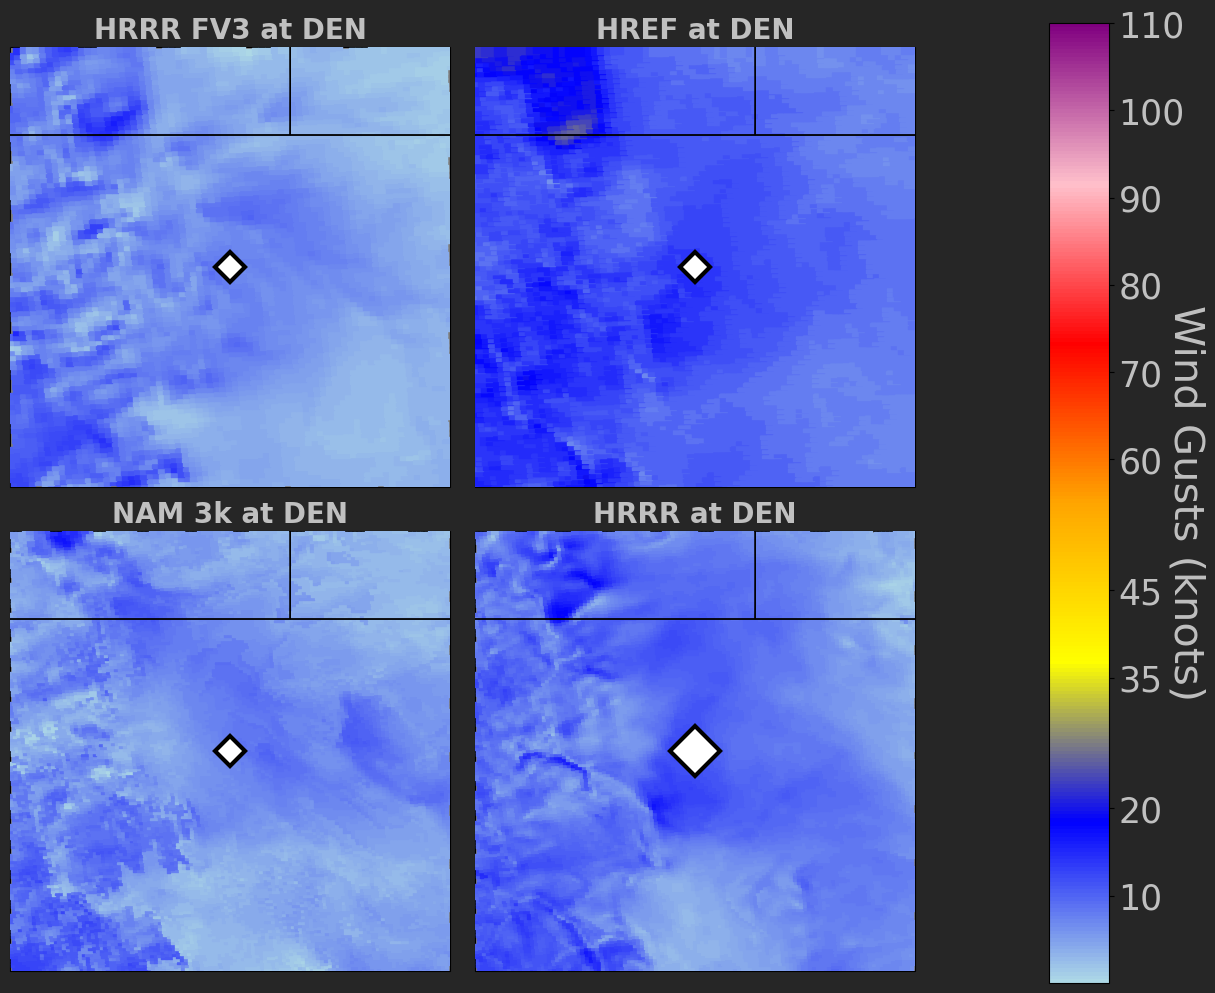 HRRR FV3 at DEN
HREF at DEN
NAM 3k at DEN
HRRR at DEN
110
100
90
80
70
60
45
35
20
10
Wind Gusts (knots)